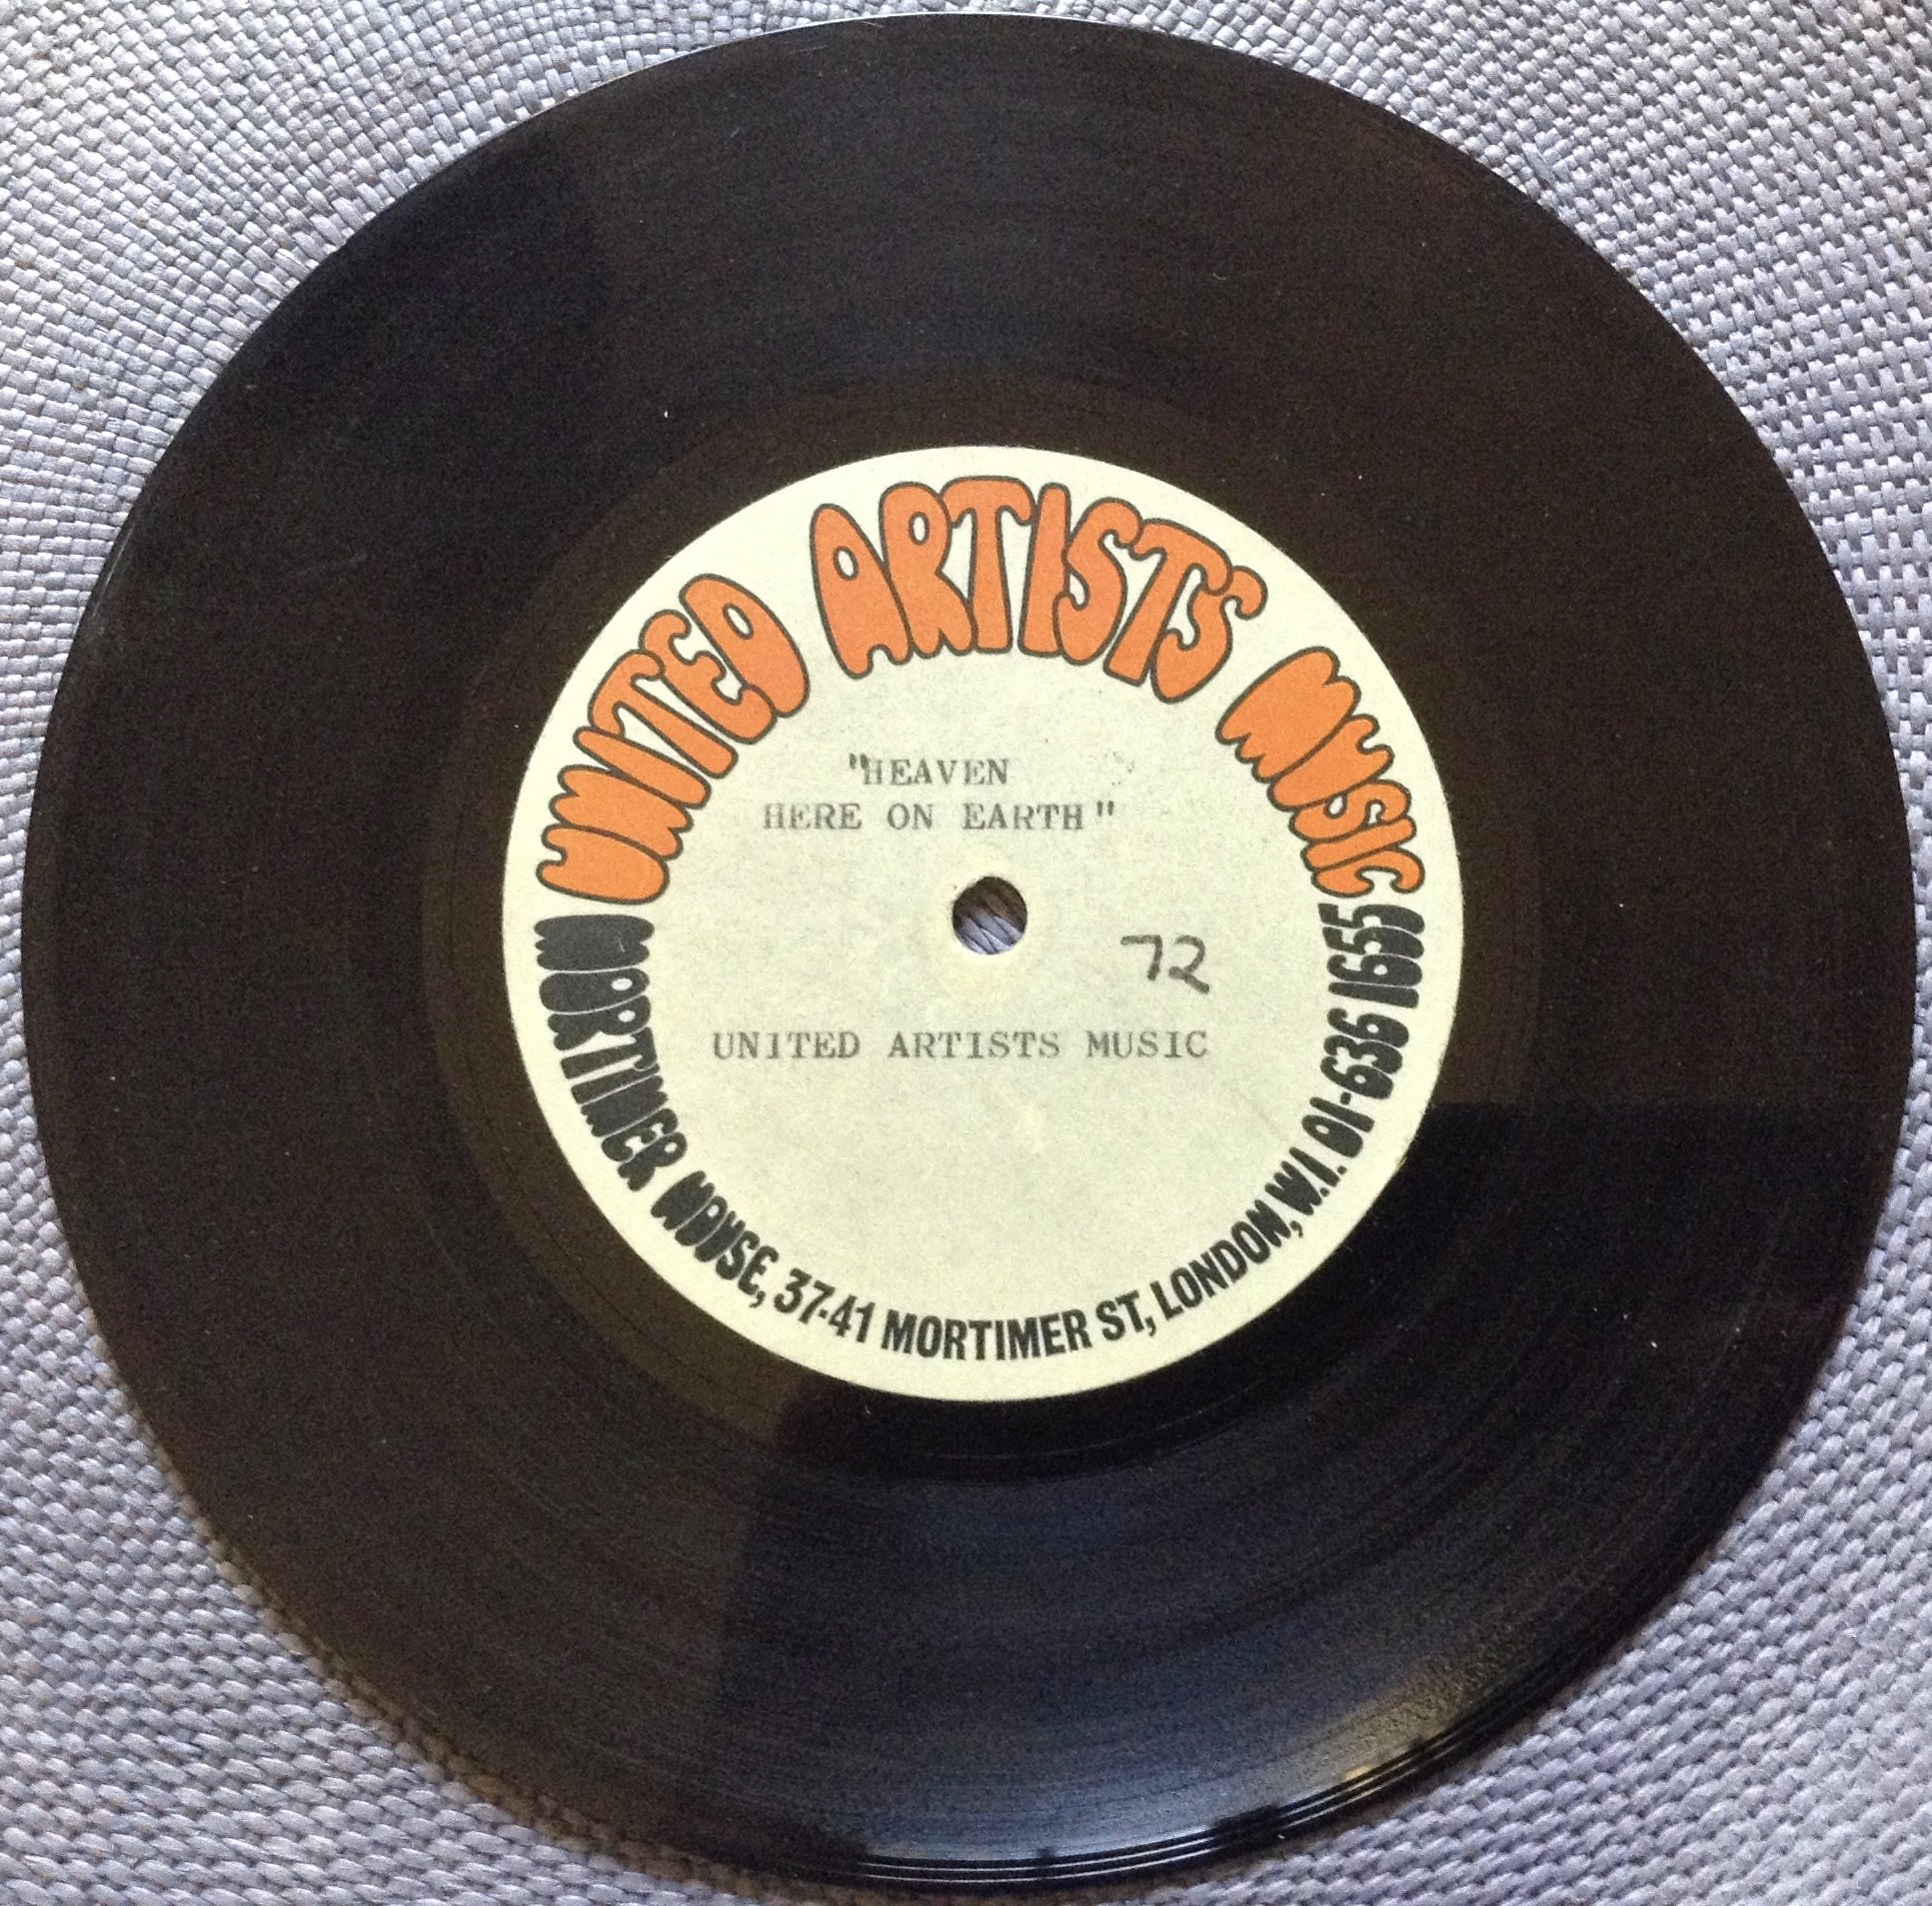 UNITED ARTISTS MUSIC
"HEAVEN
HERE ON EARTH"
72
UNITED ARTISTS MUSIC
MORTIMER HOUSE, 37-41 MORTIMER ST, LONDON, W.1. 01-636 1655